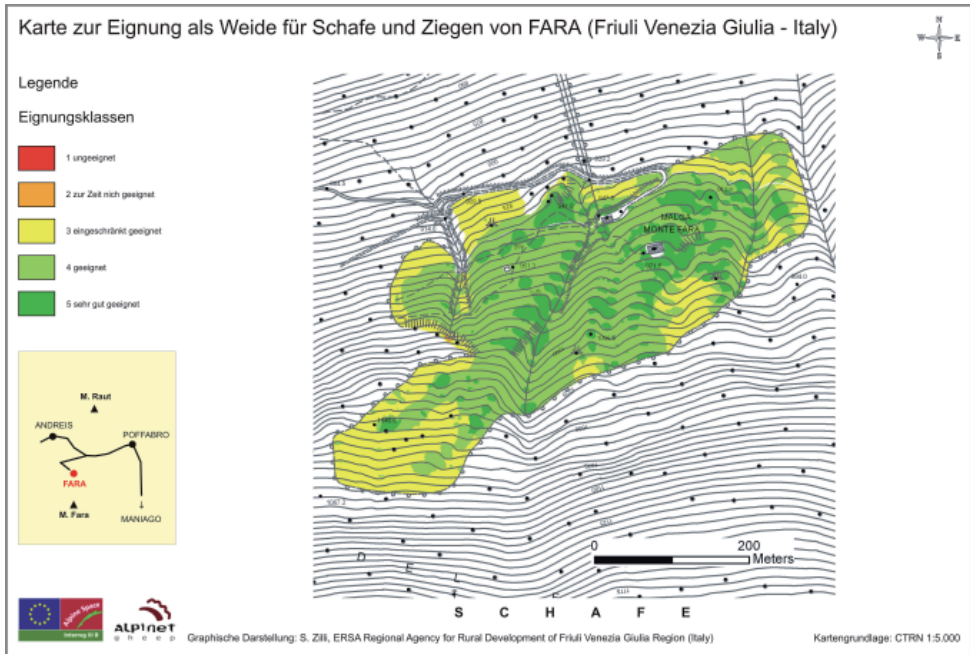 Karte zur Eignung als Weide für Schafe und Ziegen von FARA (Friuli Venezia Giulia - Italy)
N
W E
S
Legende
Eignungsklassen
1 ungeeignet
2 zur Zeit nich geeignet
3 eingeschränkt geeignet
4 geeignet
5 sehr gut geeignet
MALGA
MONTE FARA
M. Raut
ANDREIS
POFFABRO
FARA
M. Fara
MANIAGO
1087.2
0 200
Meters
D E L
S C H A F E
Alpine Space
Interreg III B
ALPINET
gheep
Graphische Darstellung: S. Zilli, ERSA Regional Agency for Rural Development of Friuli Venezia Giulia Region (Italy)
Kartengrundlage: CTRN 1:5.000